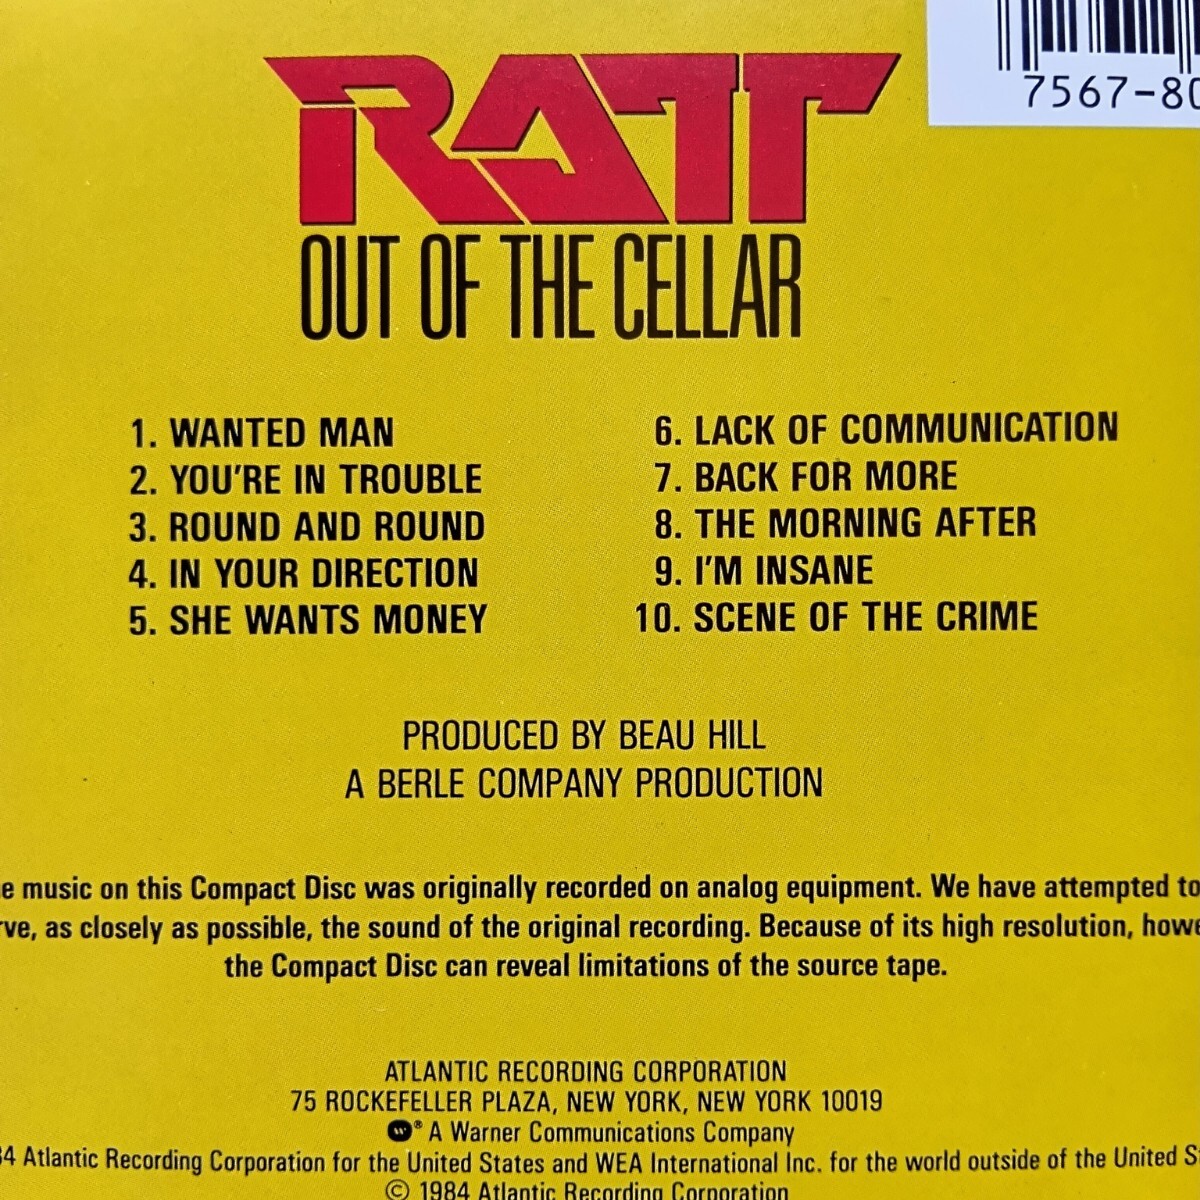 7567-80
RATT
OUT OF THE CELLAR
1. WANTED MAN
2. YOU'RE IN TROUBLE
3. ROUND AND ROUND
4. IN YOUR DIRECTION
5. SHE WANTS MONEY
6. LACK OF COMMUNICATION
7. BACK FOR MORE
8. THE MORNING AFTER
9. I'M INSANE
10. SCENE OF THE CRIME
PRODUCED BY BEAU HILL
A BERLE COMPANY PRODUCTION
music on this Compact Disc was originally recorded on analog equipment. We have attempted to
as closely as possible, the sound of the original recording. Because of its high resolution,
the Compact Disc can reveal limitations of the source tape.
ATLANTIC RECORDING CORPORATION
75 ROCKEFELLER PLAZA, NEW YORK, NEW YORK 10019
® A Warner Communications Company
Atlantic Recording Corporation for the United States and WEA International Inc. for the world outside of the United
© 1984 Atlantic Recording Corporation